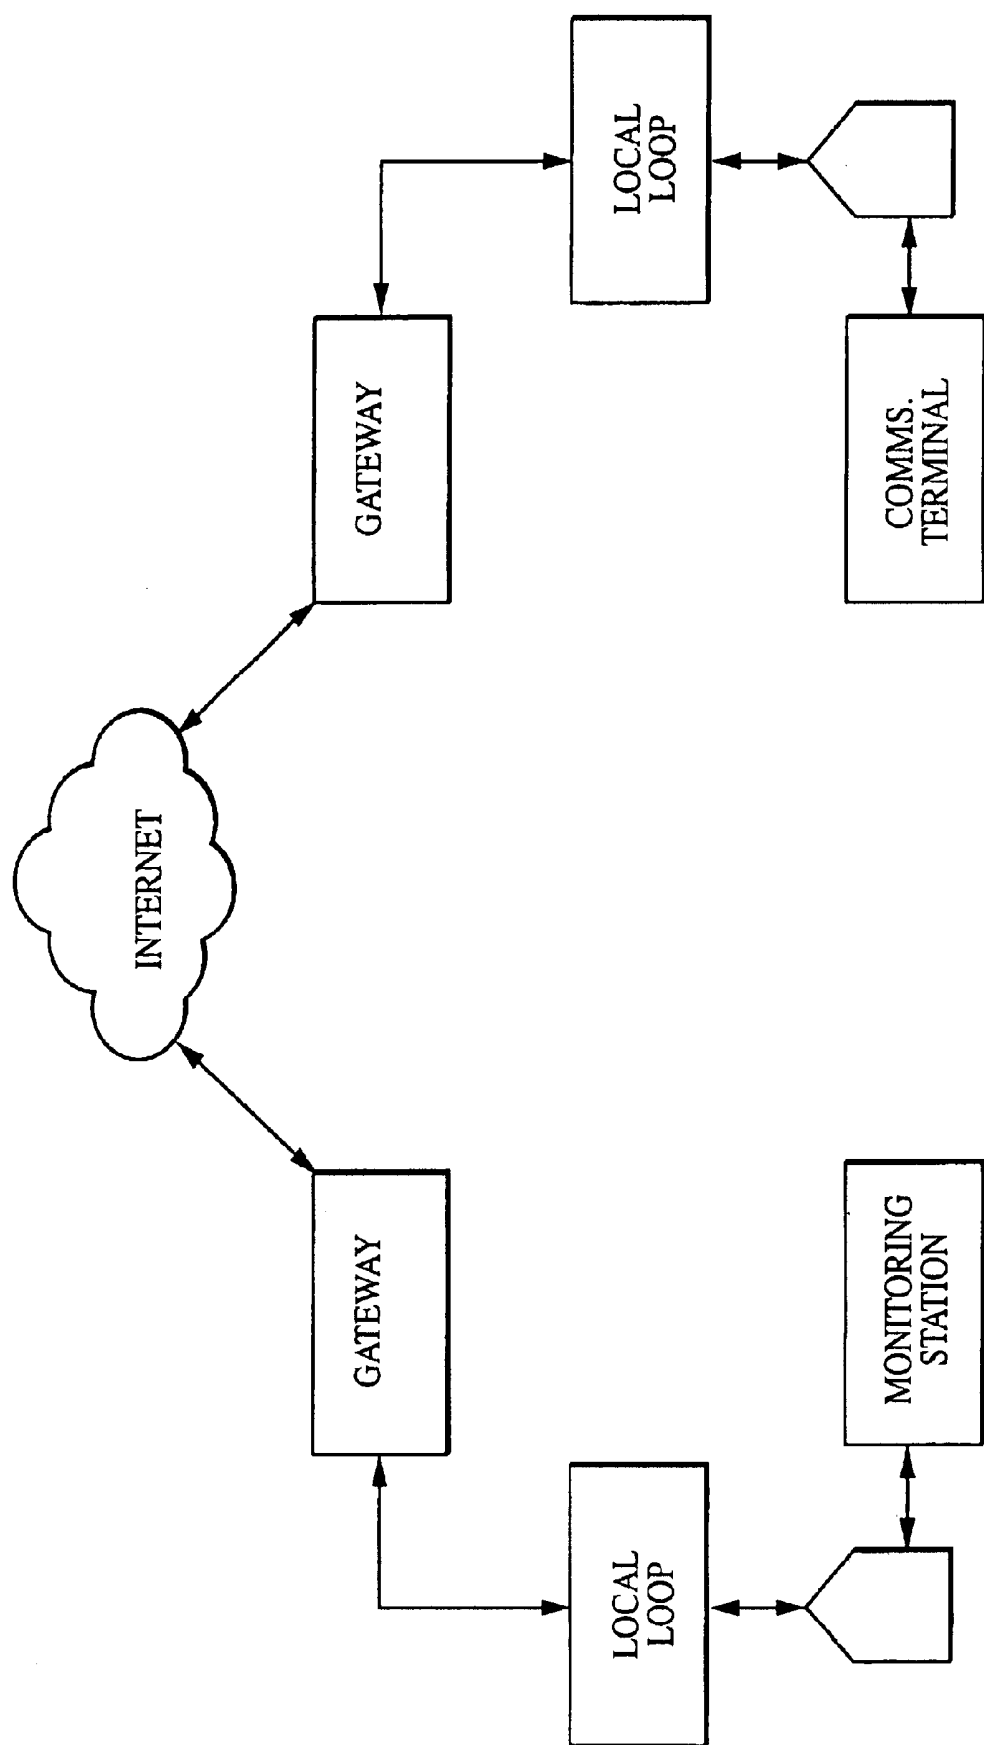 INTERNET
GATEWAY
GATEWAY
LOCAL
LOOP
LOCAL
LOOP
MONITORING
STATION
COMMS.
TERMINAL